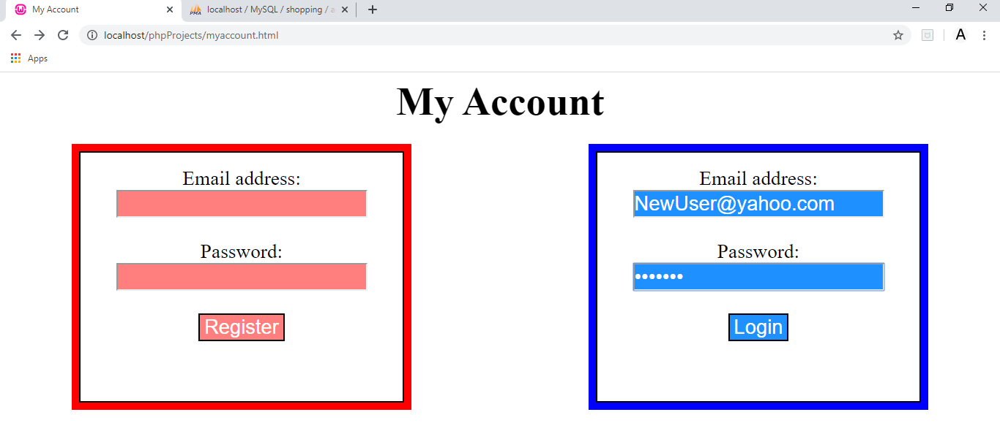 My Account
localhost / MySQL / shopping / a
localhost/phpProjects/myaccount.html
A
Apps
My Account
Email address:
Password:
Register
Email address:
NewUser@yahoo.com
Password:
•••••••
Login